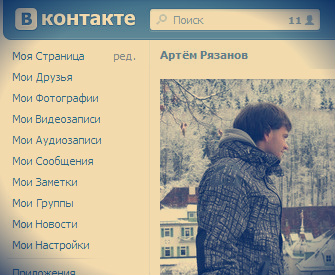 В контакте
Поиск 11
Моя Страница ред.
Артём Рязанов
Мои Друзья
Мои Фотографии
Мои Видеозаписи
Мои Аудиозаписи
Мои Сообщения
Мои Заметки
Мои Группы
Мои Новости
Мои Настройки
Приложения